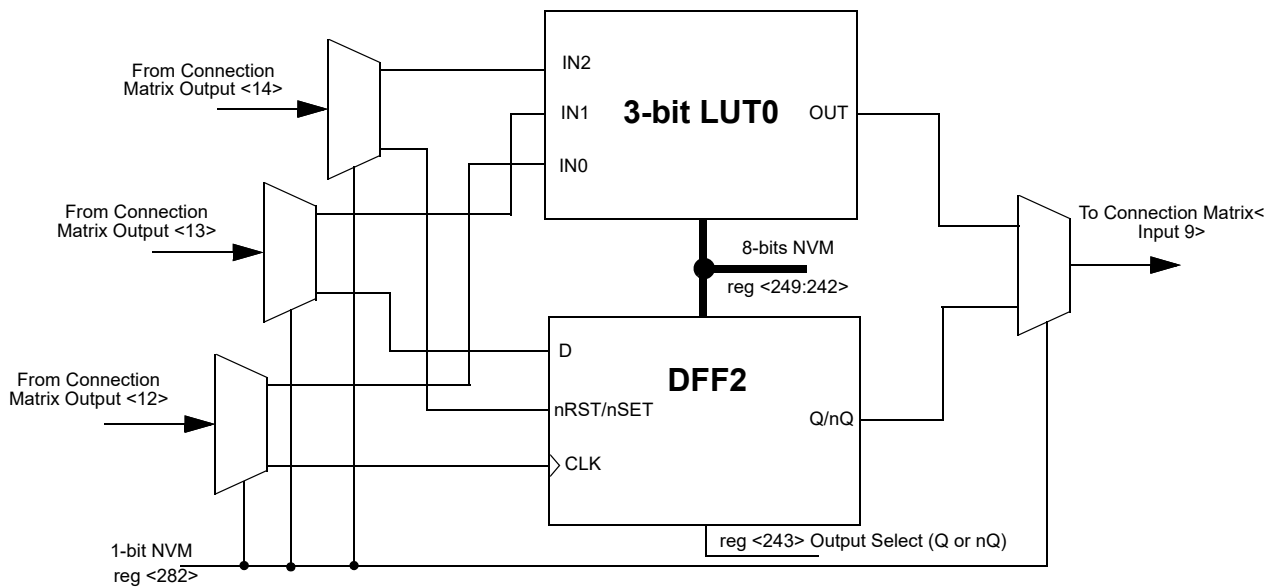 From Connection
Matrix Output <14>
IN2
IN1
IN0
3-bit LUT0
OUT
From Connection
Matrix Output <13>
To Connection Matrix<
Input 9>
8-bits NVM
reg <249:242>
From Connection
Matrix Output <12>
D
nRST/nSET
CLK
DFF2
Q/nQ
1-bit NVM
reg <282>
reg <243> Output Select (Q or nQ)